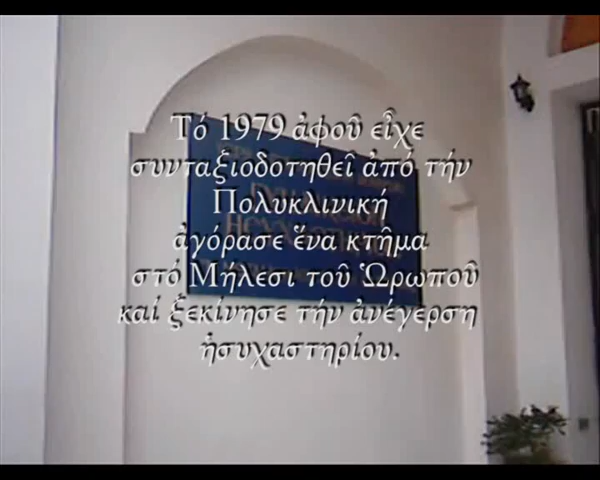 Τό 1979 ἀφοῦ εἶχε
συνταξιοδοτηθεῖ ἀπό τήν
Πολυκλινική
ἀγόρασε ἕνα κτῆμα
στό Μήλεσι τοῦ Ὠρωποῦ
καί ξεκίνησε τήν ἀνέγερση
ἡσυχαστηρίου.